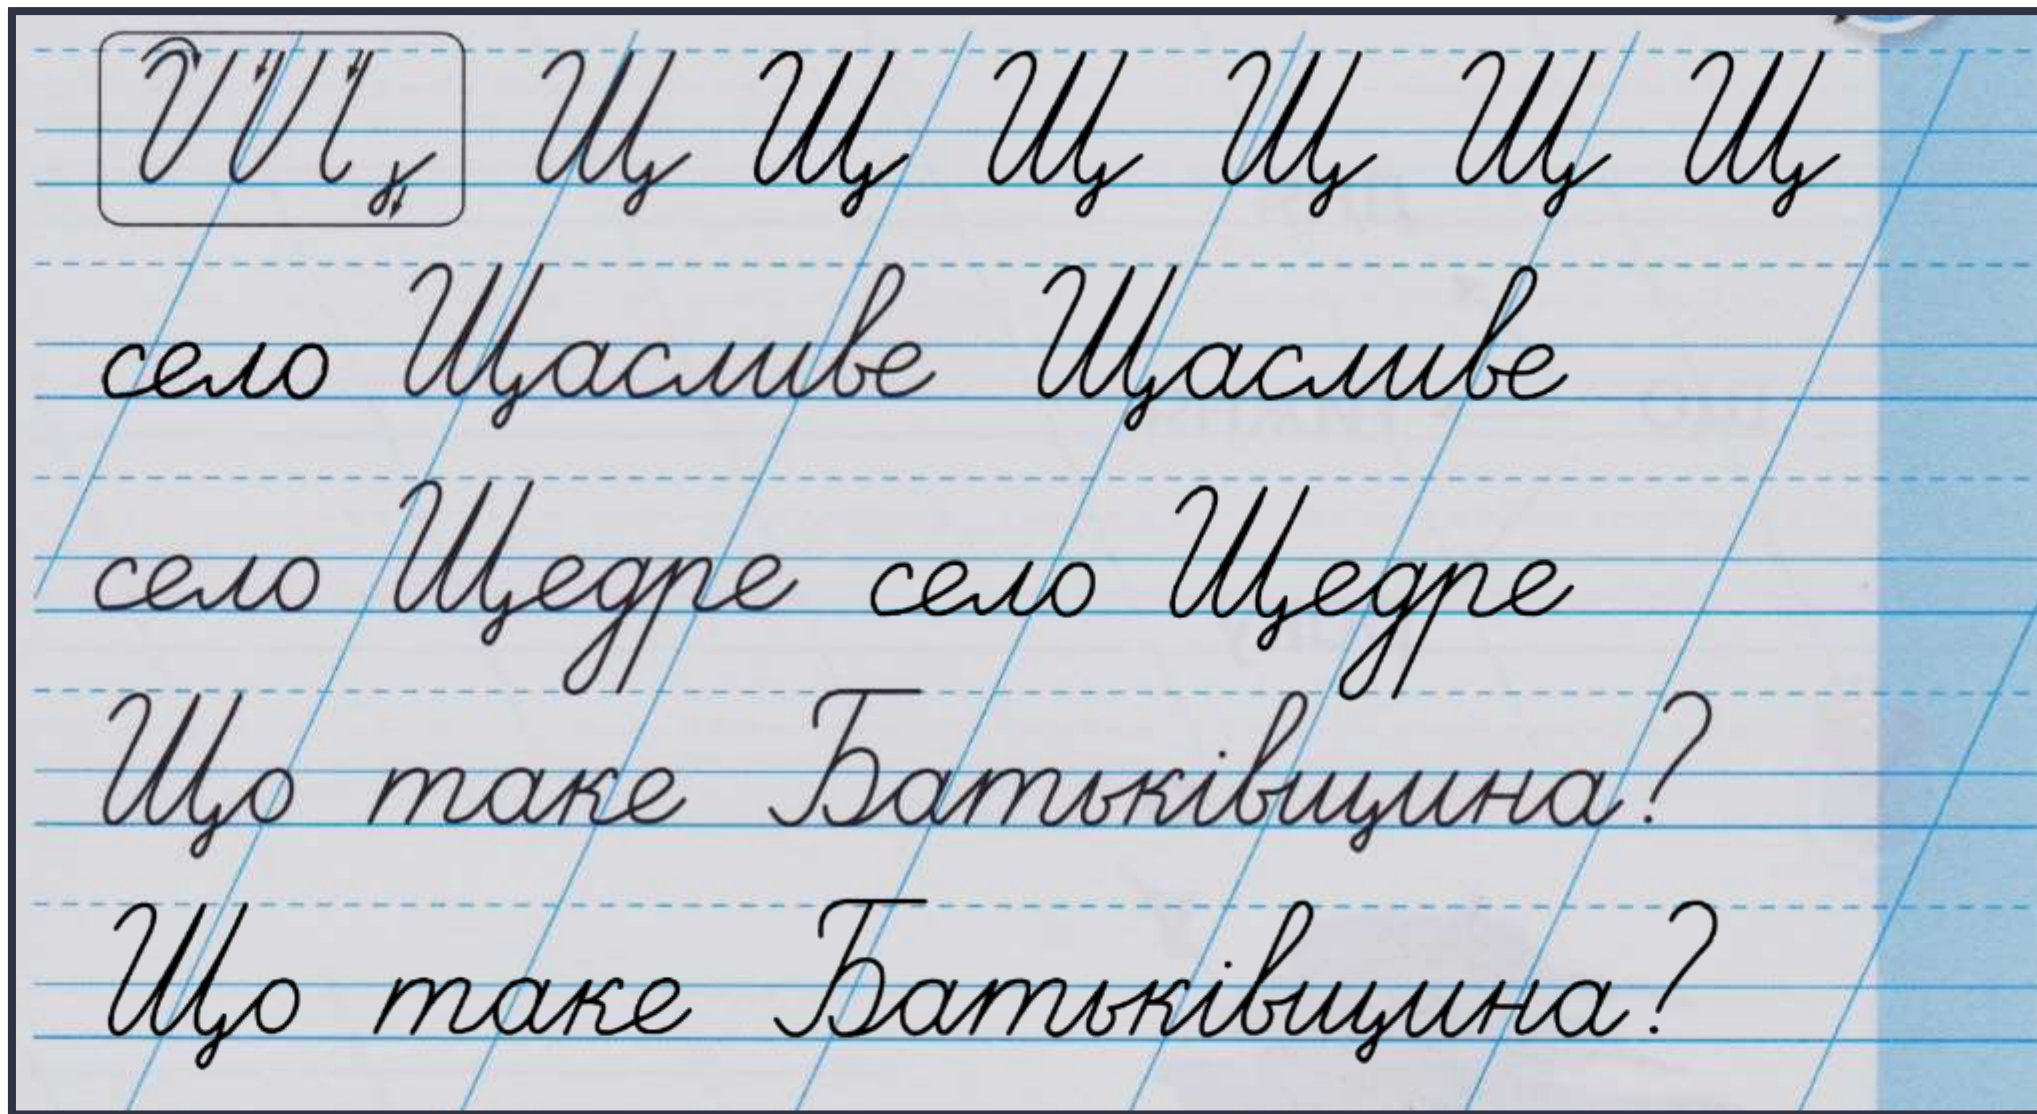 Щ Щ Щ Щ Щ Щ
село Щасливе Щасливе
село Щедре село Щедре
Що таке Батьківщина?
Що таке Батьківщина?